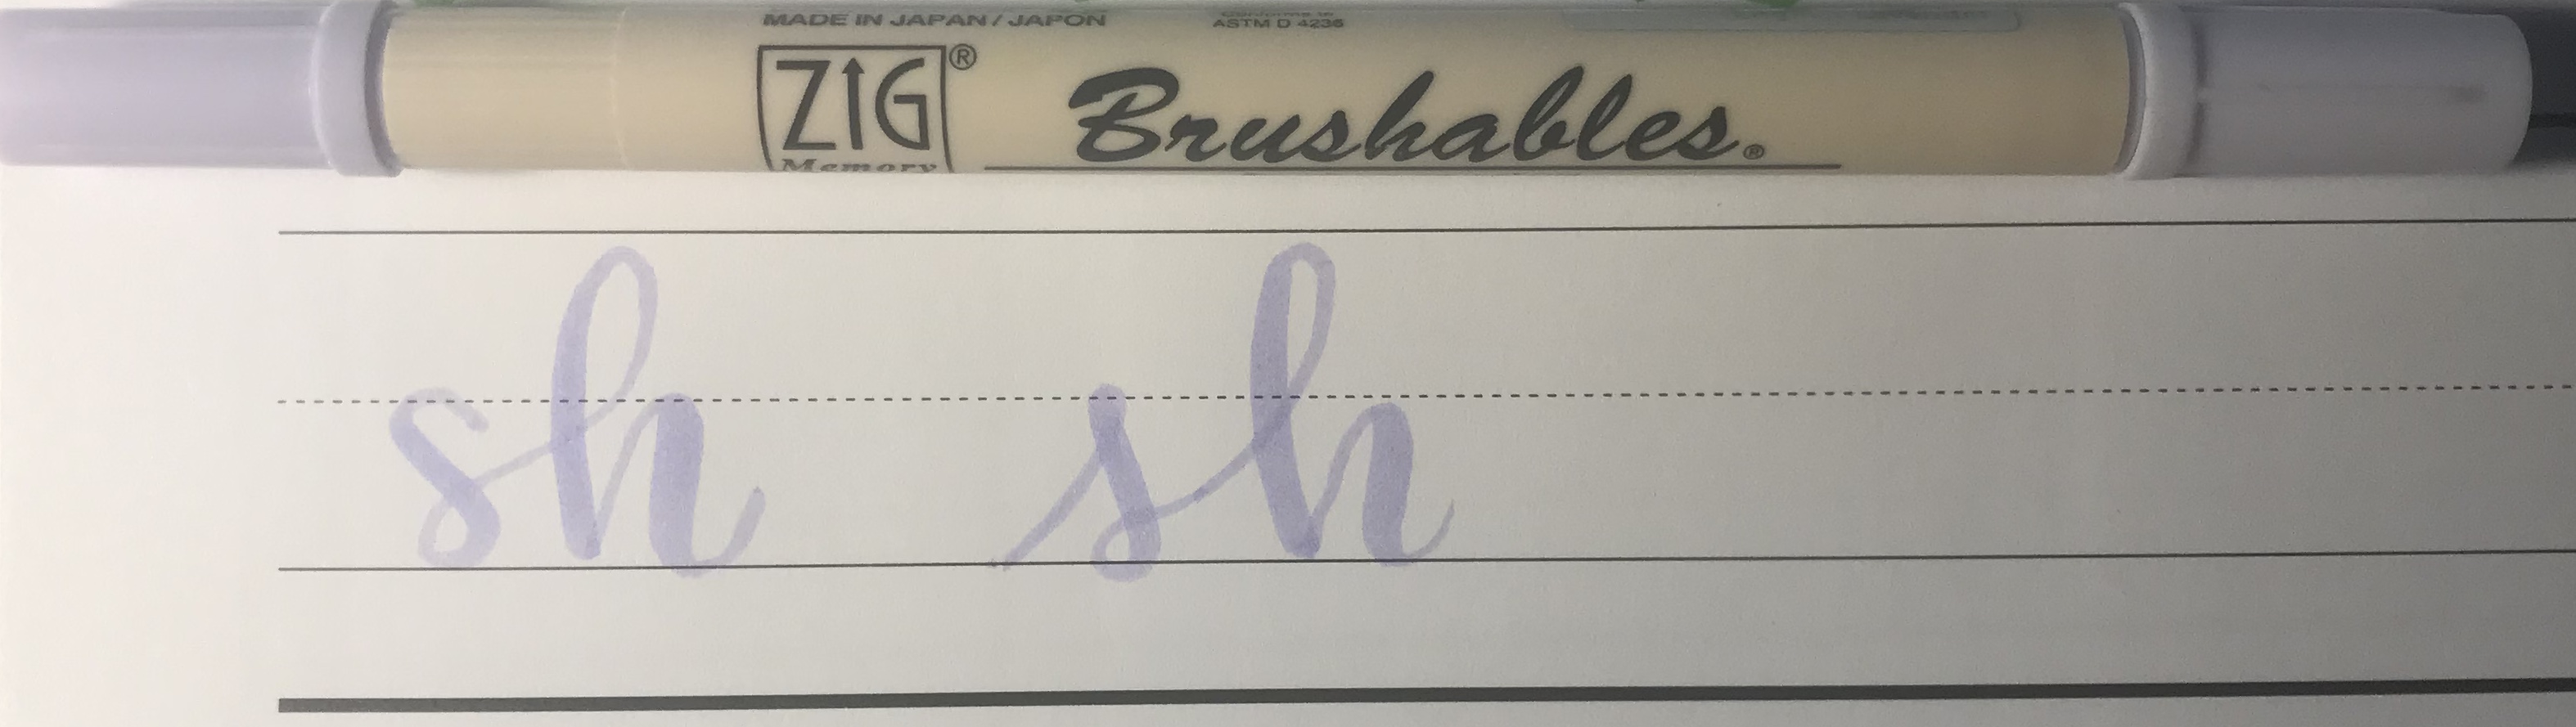 MADE IN JAPAN / JAPON
ASTM D 4236
ZIG®
Memory
Brushables®
sh sh